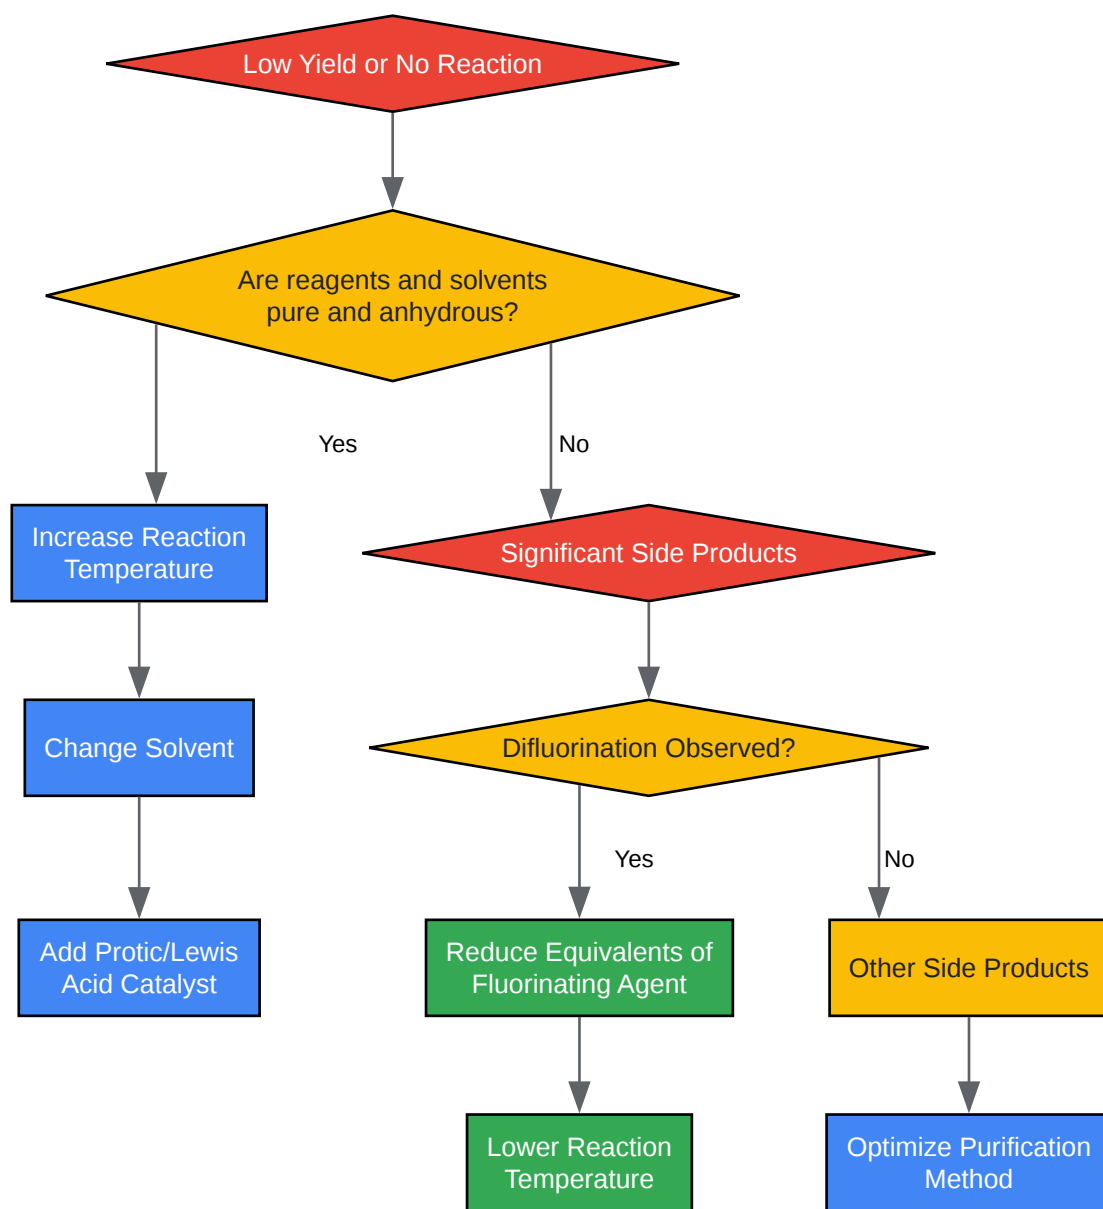 Low Yield or No Reaction
Are reagents and solvents
pure and anhydrous?
Yes
No
Increase Reaction
Temperature
Significant Side Products
Change Solvent
Difluorination Observed?
Yes
No
Add Protic/Lewis
Acid Catalyst
Reduce Equivalents of
Fluorinating Agent
Other Side Products
Lower Reaction
Temperature
Optimize Purification
Method